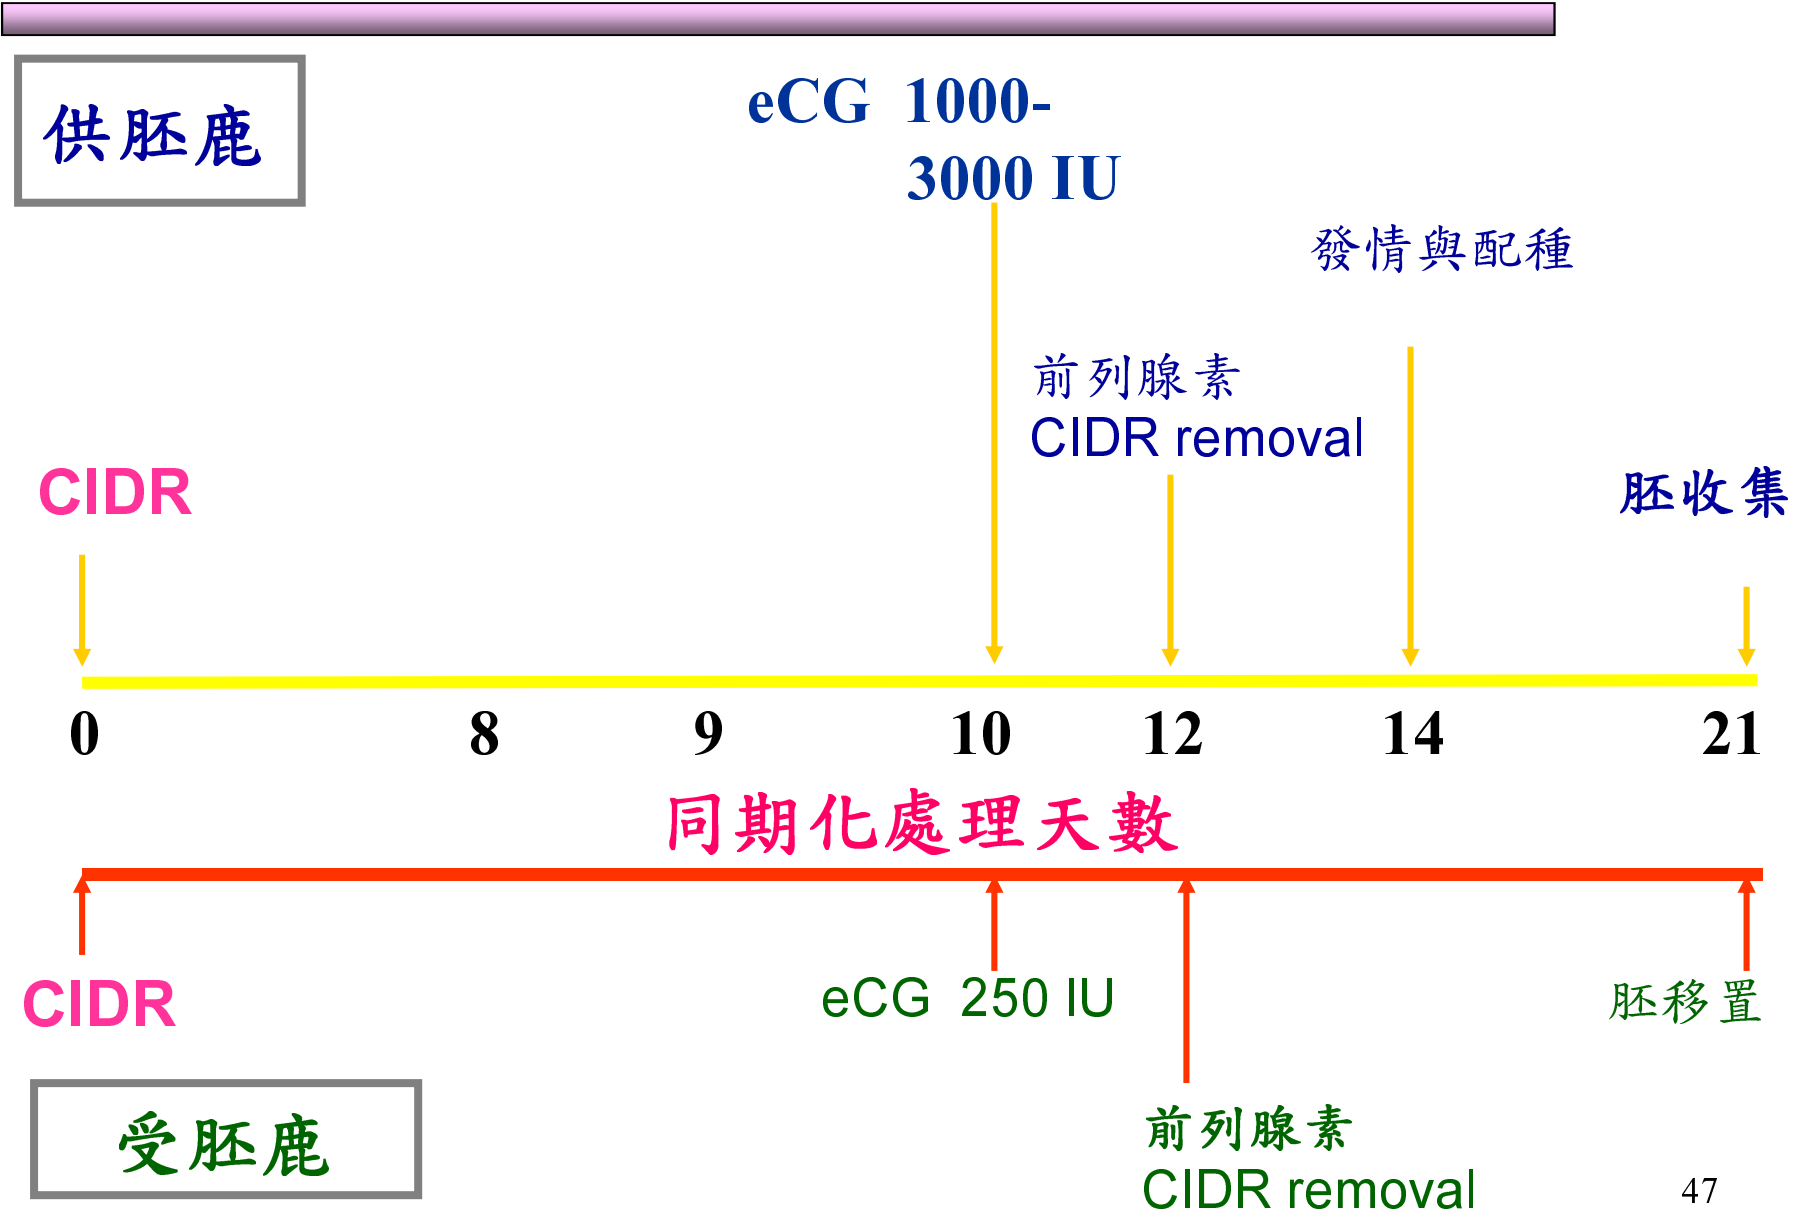 供胚鹿
eCG 1000-
3000 IU
發情與配種
前列腺素
CIDR removal
CIDR
胚收集
0 8 9 10 12 14 21
同期化處理天數
CIDR
eCG 250 IU
胚移置
受胚鹿
前列腺素
CIDR removal
47